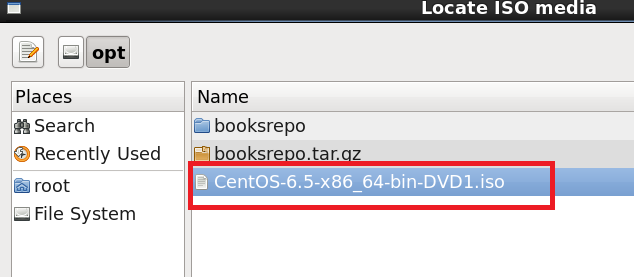 Locate ISO media
opt
Places
Name
Search
booksrepo
Recently Used
booksrepo.tar.gz
root
CentOS-6.5-x86_64-bin-DVD1.iso
File System